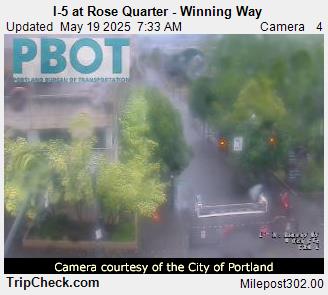 I-5 at Rose Quarter - Winning Way
Updated May 19 2025 7:33 AM Camera 4
PBOT
PORTLAND BUREAU OF TRANSPORTATION
Camera courtesy of the City of Portland
TripCheck.com Milepost302.00